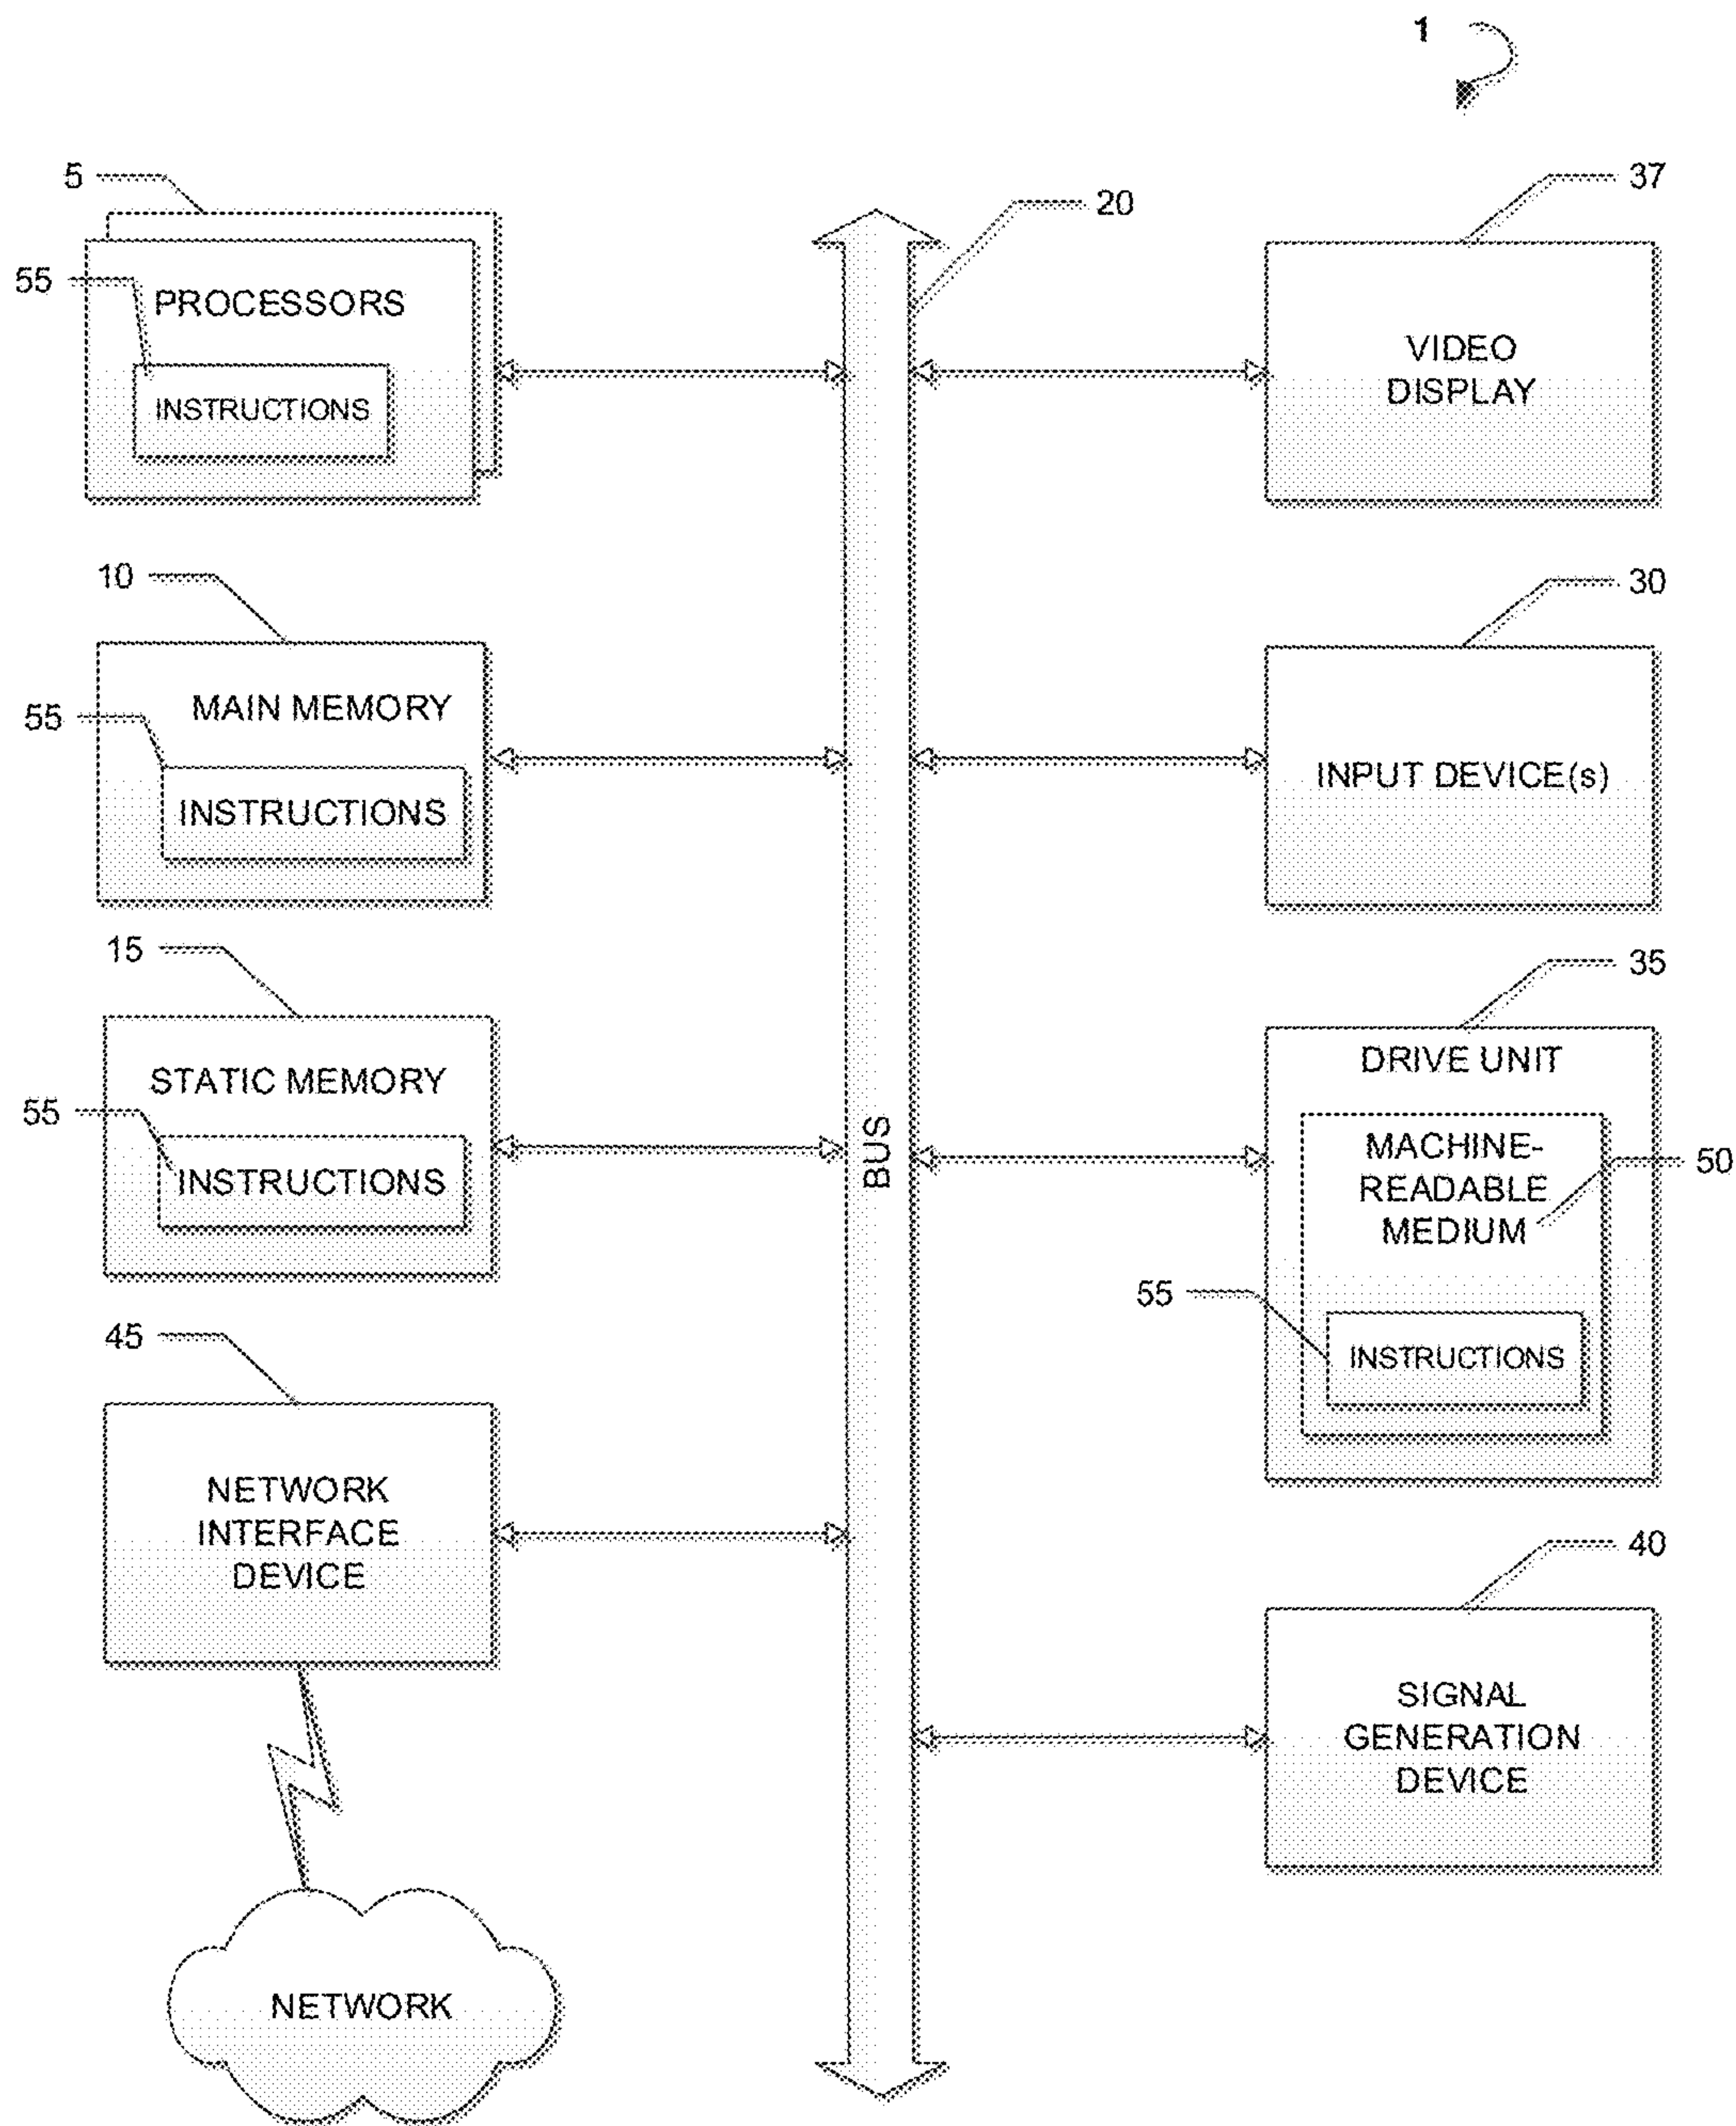 1
5
37
20
55
PROCESSORS
INSTRUCTIONS
VIDEO
DISPLAY
10
30
55
MAIN MEMORY
INSTRUCTIONS
INPUT DEVICE(s)
15
35
55
STATIC MEMORY
INSTRUCTIONS
BUS
DRIVE UNIT
MACHINE-
READABLE
MEDIUM
50
55
INSTRUCTIONS
45
NETWORK
INTERFACE
DEVICE
40
SIGNAL
GENERATION
DEVICE
NETWORK